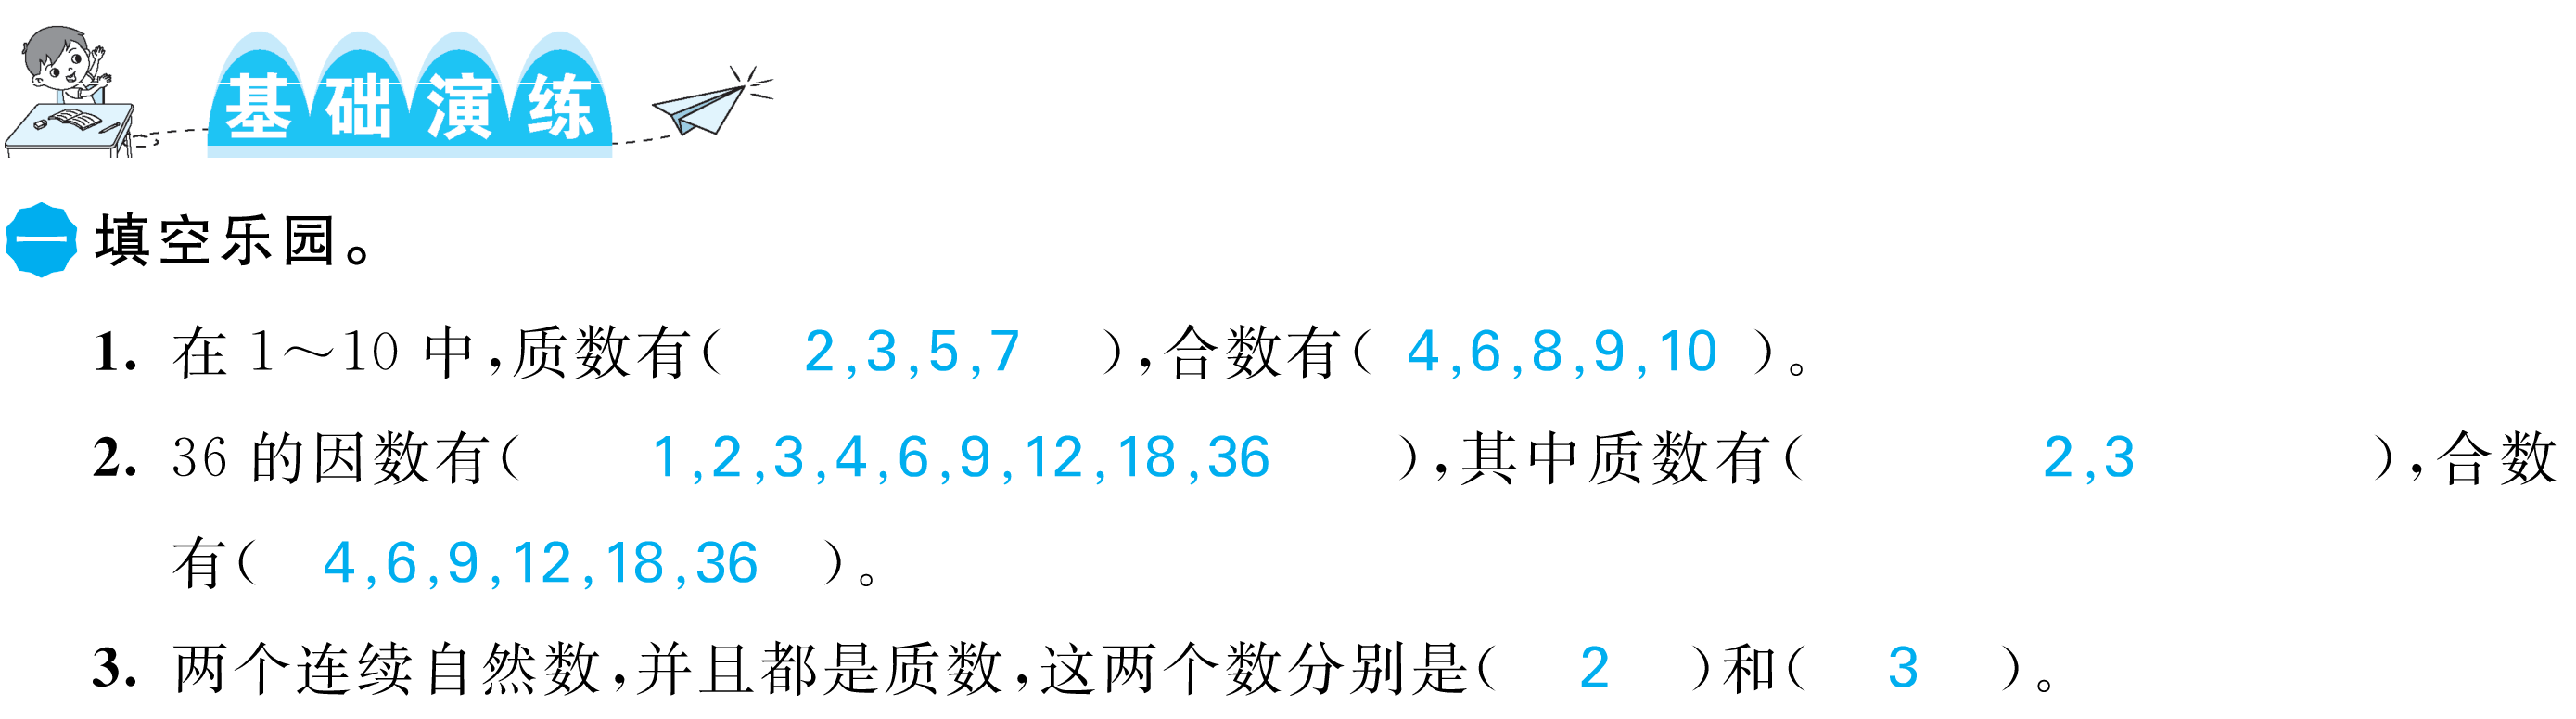 基础演练
一 填空乐园。
1. 在 1～10 中,质数有( 2,3,5,7 ),合数有( 4,6,8,9,10 )。
2. 36 的因数有( 1,2,3,4,6,9,12,18,36 ),其中质数有( 2,3 ),合数
有( 4,6,9,12,18,36 )。
3. 两个连续自然数,并且都是质数,这两个数分别是( 2 )和( 3 )。